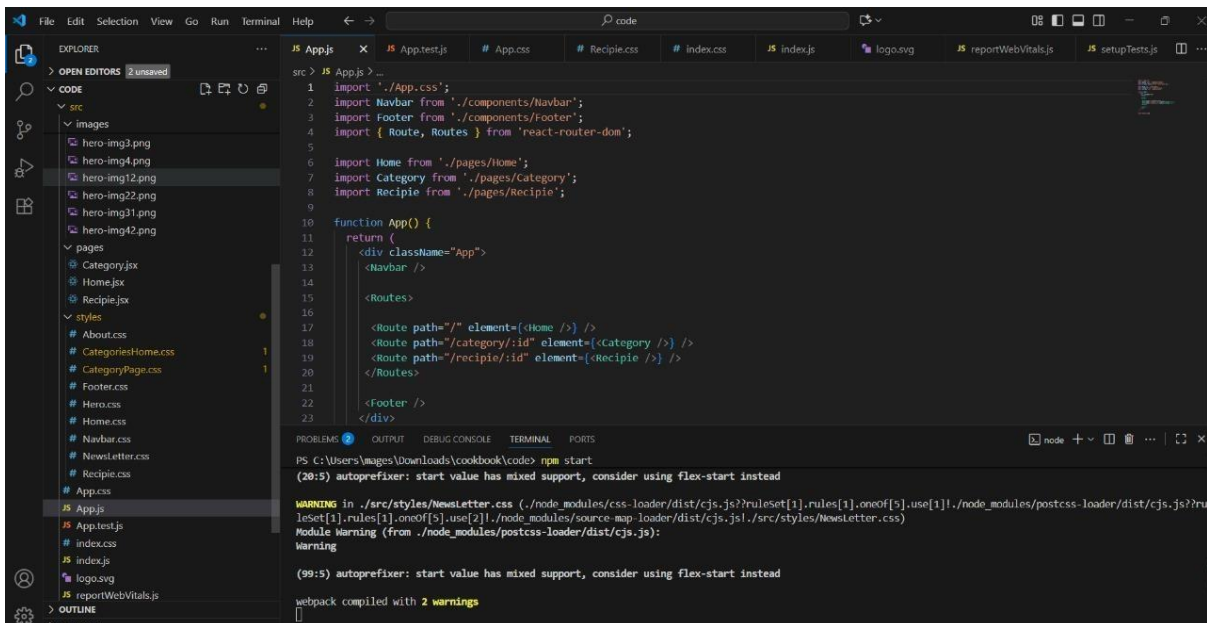 File Edit Selection View Go Run Terminal Help
code
EXPLORER
OPEN EDITORS 2 unsaved
CODE
src
images
hero-img3.png
hero-img4.png
hero-img12.png
hero-img22.png
hero-img31.png
hero-img42.png
pages
Category.jsx
Home.jsx
Recipie.jsx
styles
About.css
CategoriesHome.css 1
CategoryPage.css 1
Footer.css
Hero.css
Home.css
Navbar.css
NewsLetter.css
Recipie.css
App.css
App.js
App.test.js
index.css
index.js
logo.svg
reportWebVitals.js
OUTLINE
2
JS App.js JS App.test.js # App.css # Recipie.css # index.css JS index.js logo.svg JS reportWebVitals.js JS setupTests.js
src > JS App.js > ...
1 import './App.css';
2 import Navbar from './components/Navbar';
3 import Footer from './components/Footer';
4 import { Route, Routes } from 'react-router-dom';
5
6 import Home from './pages/Home';
7 import Category from './pages/Category';
8 import Recipie from './pages/Recipie';
9
10 function App() {
11 return (
12 <div className="App">
13 <Navbar />
14
15 <Routes>
16
17 <Route path="/" element={<Home />} />
18 <Route path="/category/:id" element={<Category />} />
19 <Route path="/recipie/:id" element={<Recipie />} />
20 </Routes>
21
22 <Footer />
23 </div>
PROBLEMS 2 OUTPUT DEBUG CONSOLE TERMINAL PORTS node
PS C:\Users\mages\Downloads\cookbook\code> npm start
(20:5) autoprefixer: start value has mixed support, consider using flex-start instead
WARNING in ./src/styles/NewsLetter.css (./node_modules/css-loader/dist/cjs.js??ruleSet[1].rules[1].oneOf[5].use[1]!./node_modules/postcss-loader/dist/cjs.js??ru
leSet[1].rules[1].oneOf[5].use[2]!./node_modules/source-map-loader/dist/cjs.js!./src/styles/NewsLetter.css)
Module Warning (from ./node_modules/postcss-loader/dist/cjs.js):
Warning
(99:5) autoprefixer: start value has mixed support, consider using flex-start instead
webpack compiled with 2 warnings